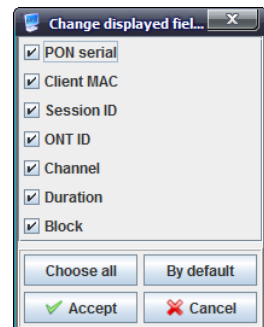 Change displayed fiel...
PON serial
Client MAC
Session ID
ONT ID
Channel
Duration
Block
Choose all
By default
Accept
Cancel